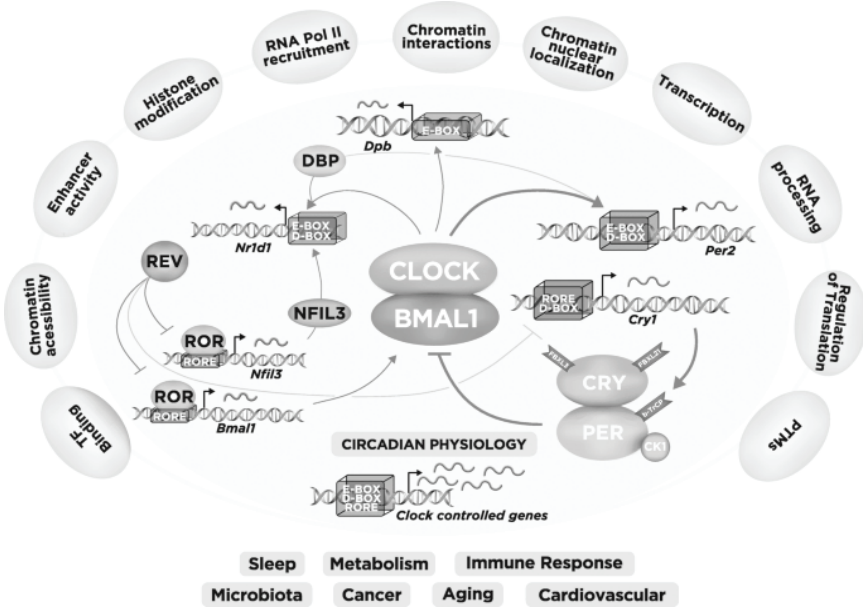 RNA Pol II
recruitment
Chromatin
interactions
Chromatin
nuclear
localization
Histone
modification
Transcription
Enhancer
activity
RNA
processing
Chromatin
acessibility
Regulation
of Translation
TF
Binding
PTMs
E-BOX
Dpb
DBP
E-BOX
D-BOX
Nr1d1
E-BOX
D-BOX
Per2
REV
CLOCK
BMAL1
NFIL3
RORE
D-BOX
Cry1
ROR
RORE
Nfil3
ROR
RORE
Bmal1
FBXL3
FBXL21
CRY
b-TrCP
PER
CK1
CIRCADIAN PHYSIOLOGY
E-BOX
D-BOX
RORE
Clock controlled genes
Sleep
Metabolism
Immune Response
Microbiota
Cancer
Aging
Cardiovascular